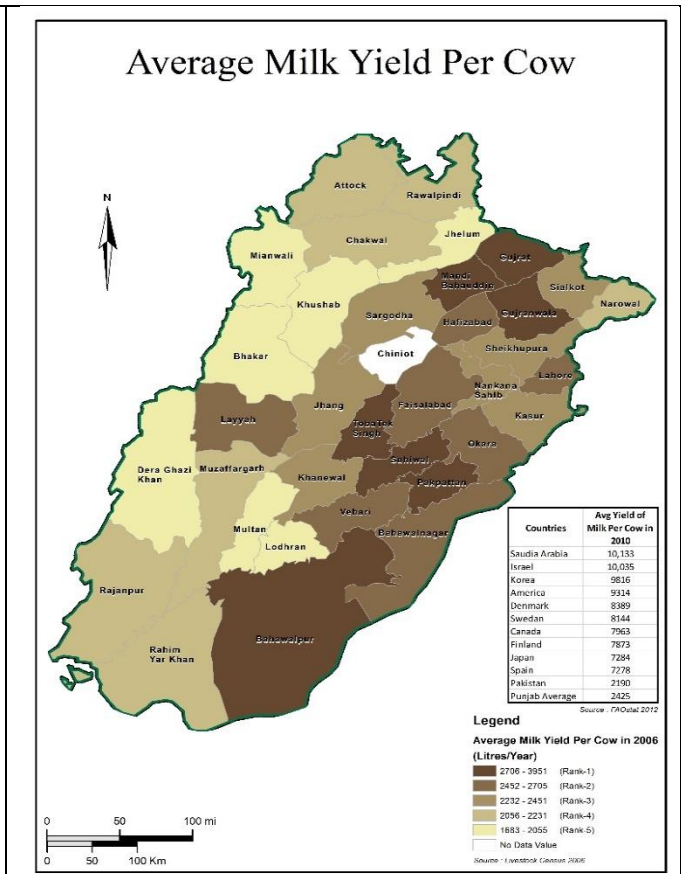 Average Milk Yield Per Cow
N
Attock
Rawalpindi
Chakwal
Jhelum
Mianwali
Gujrat
Mandi
Bahauddin
Khushab
Sialkot
Gujranwala
Narowal
Sargodha
Hafizabad
Sheikhupura
Bhakar
Chiniot
Lahore
Nankana
Sahib
Jhang
Faisalabad
Kasur
Layyah
TobaTek
Singh
Okara
Sahiwal
Dera Ghazi
Khan
Muzaffargarh
Khanewal
Pakpattan
Vehari
Multan
Bahawalnagar
Lodhran
Rajanpur
Bahawalpur
Rahim
Yar Khan
Countries Avg Yield of Milk Per Cow in 2010
Saudia Arabia 10,133
Israel 10,035
Korea 9816
America 9314
Denmark 8389
Swedan 8144
Canada 7963
Finland 7873
Japan 7284
Spain 7278
Pakistan 2190
Punjab Average 2425
Source : FAOstat 2012
Legend
Average Milk Yield Per Cow in 2006
(Litres/Year)
2706 - 3951 (Rank-1)
2452 - 2705 (Rank-2)
2232 - 2451 (Rank-3)
2056 - 2231 (Rank-4)
1683 - 2055 (Rank-5)
No Data Value
Source : Livestock Census 2006
0 50 100 mi
0 50 100 Km